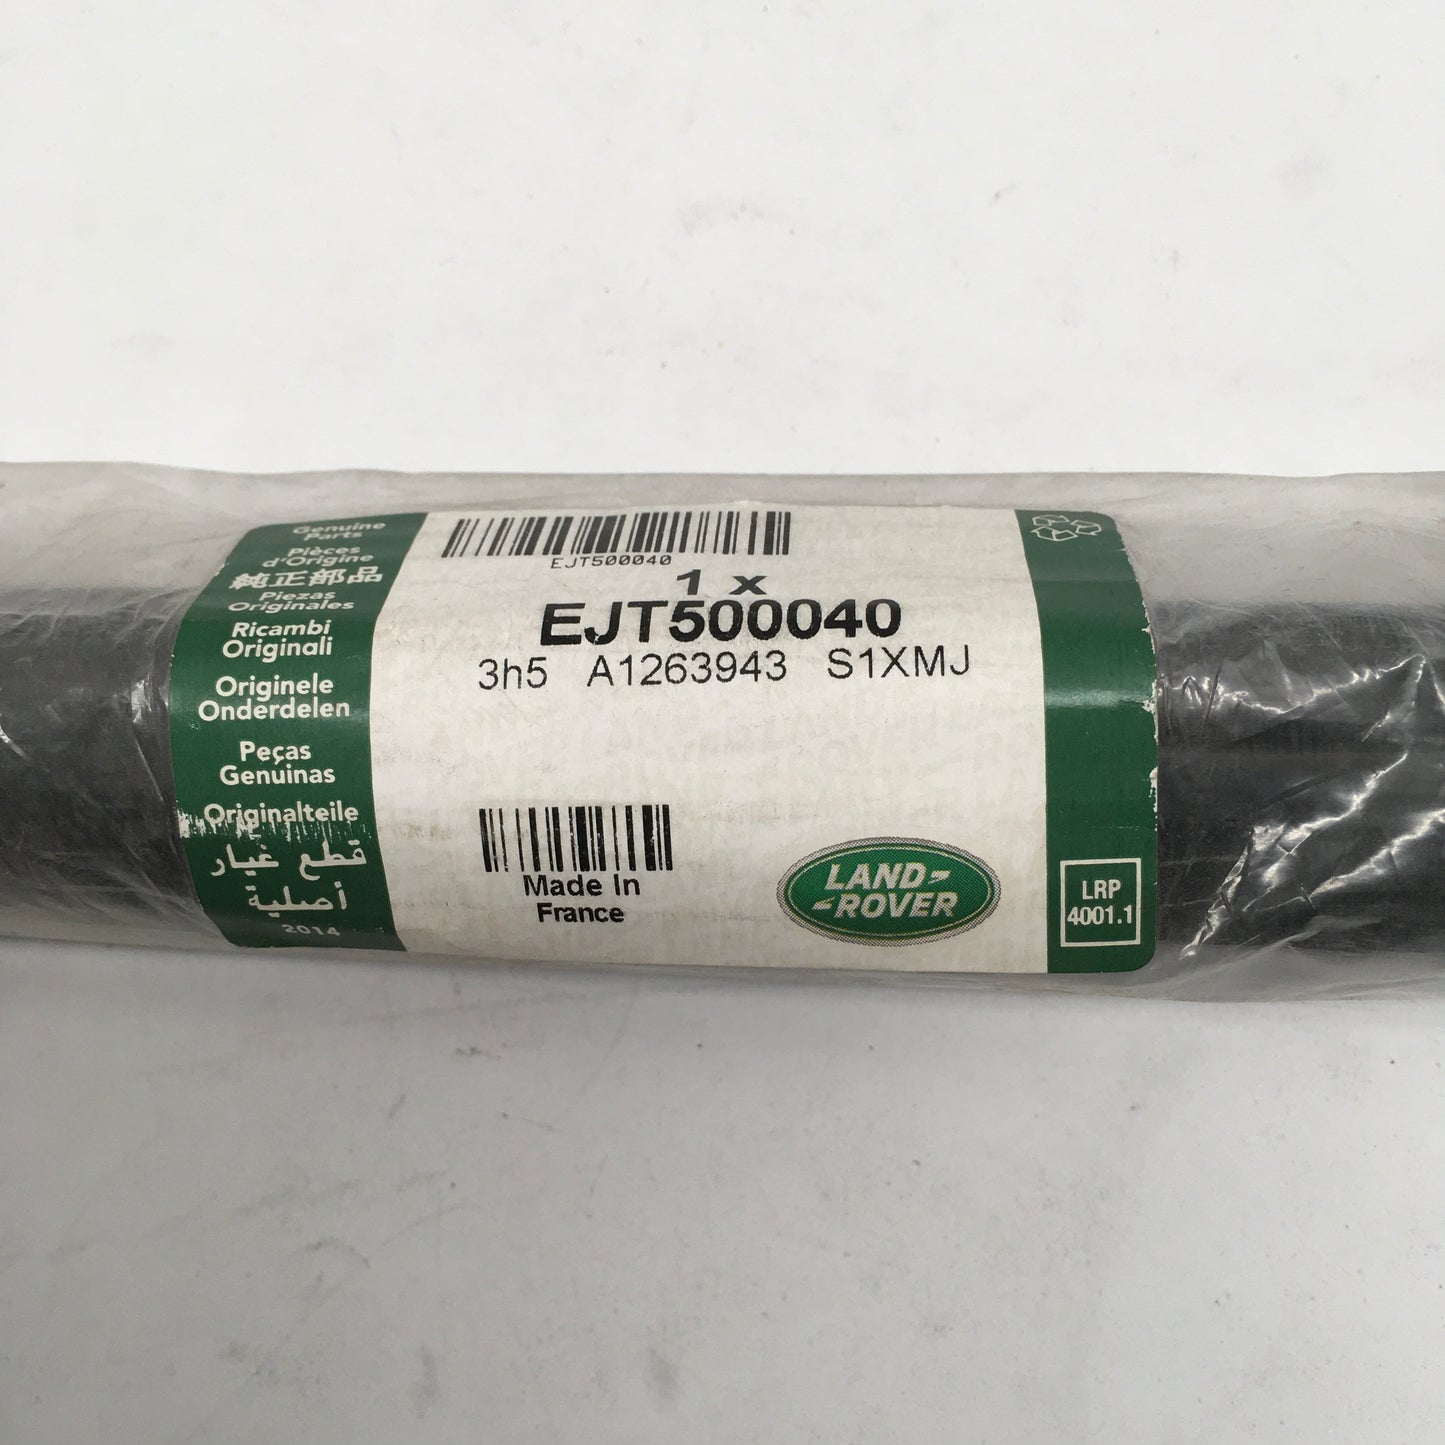 Genuine
Parts
Pièces
d'Origine
純正部品
Piezas
Originales
Ricambi
Originali
Originele
Onderdelen
Peças
Genuinas
Originalteile
قطع غيار
أصلية
2014
EJT500040
1 x
EJT500040
3h5 A1263943 S1XMJ
Made In
France
LAND-
-ROVER
LRP
4001.1